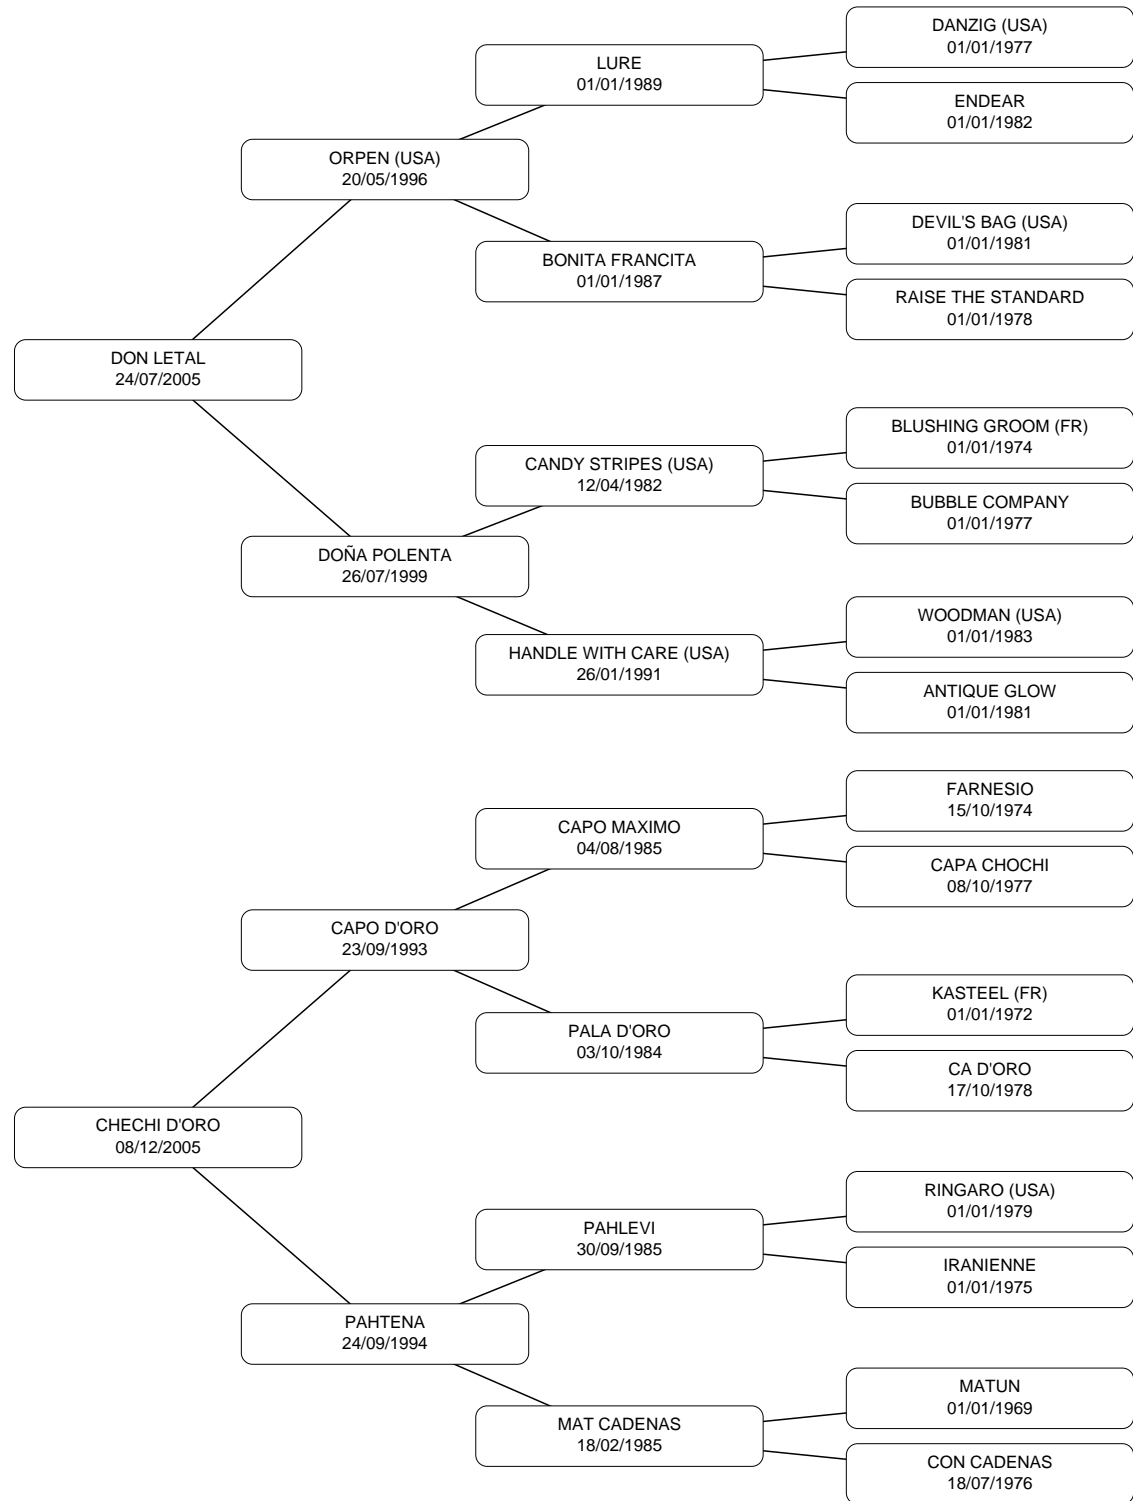 DANZIG (USA)
01/01/1977
LURE
01/01/1989
ENDEAR
01/01/1982
ORPEN (USA)
20/05/1996
DEVIL'S BAG (USA)
01/01/1981
BONITA FRANCITA
01/01/1987
RAISE THE STANDARD
01/01/1978
DON LETAL
24/07/2005
BLUSHING GROOM (FR)
01/01/1974
CANDY STRIPES (USA)
12/04/1982
BUBBLE COMPANY
01/01/1977
DOÑA POLENTA
26/07/1999
WOODMAN (USA)
01/01/1983
HANDLE WITH CARE (USA)
26/01/1991
ANTIQUE GLOW
01/01/1981
FARNESIO
15/10/1974
CAPO MAXIMO
04/08/1985
CAPA CHOCHI
08/10/1977
CAPO D'ORO
23/09/1993
KASTEEL (FR)
01/01/1972
PALA D'ORO
03/10/1984
CA D'ORO
17/10/1978
CHECHI D'ORO
08/12/2005
RINGARO (USA)
01/01/1979
PAHLEVI
30/09/1985
IRANIENNE
01/01/1975
PAHTENA
24/09/1994
MATUN
01/01/1969
MAT CADENAS
18/02/1985
CON CADENAS
18/07/1976